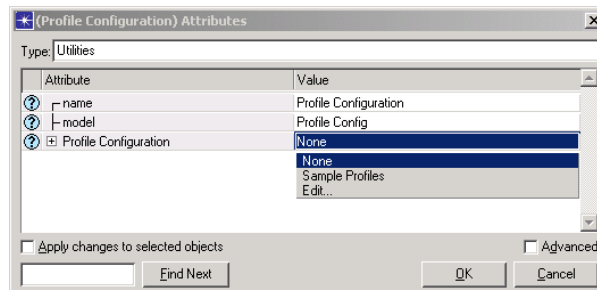 (Profile Configuration) Attributes
Type: Utilities
Attribute Value
name Profile Configuration
model Profile Config
Profile Configuration None
None
Sample Profiles
Edit...
Apply changes to selected objects Advanced
Find Next OK Cancel